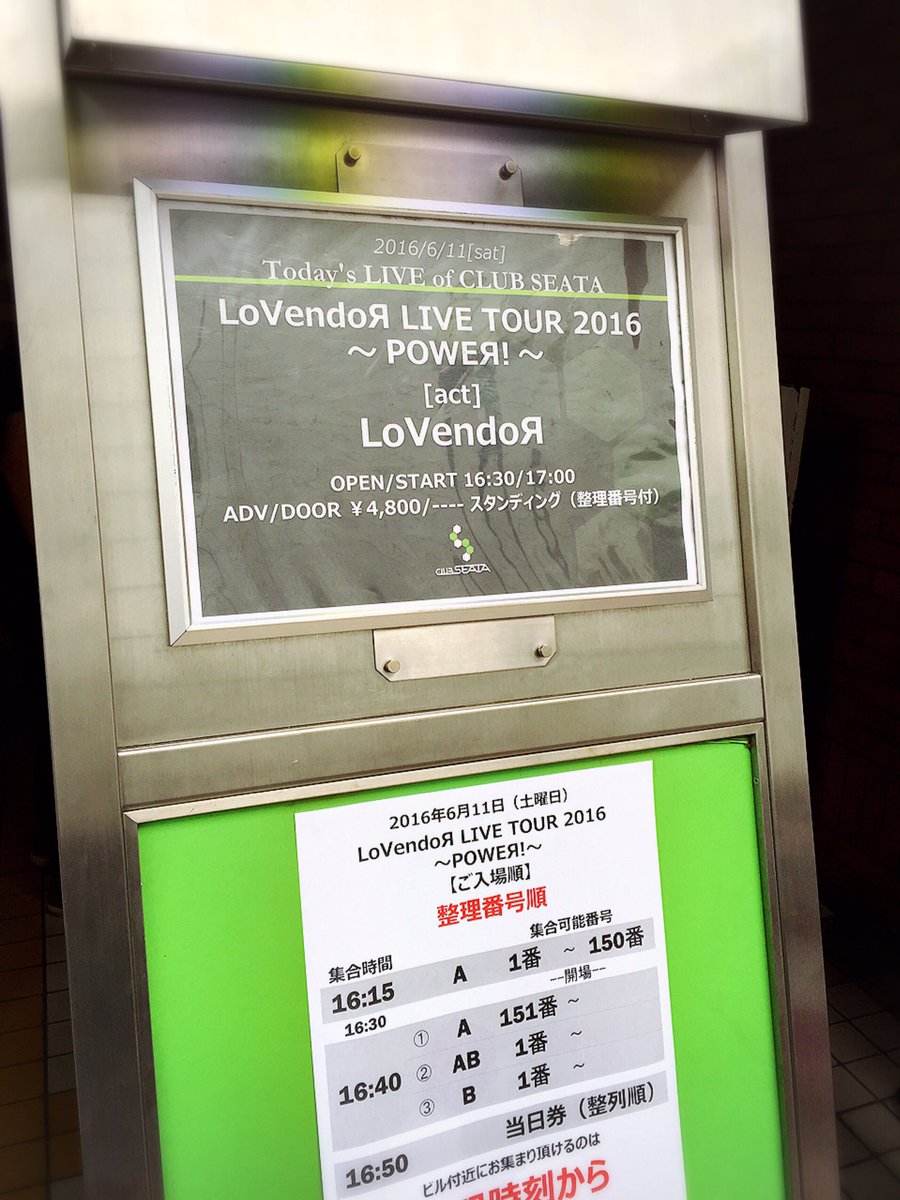 2016/6/11[sat]
Today's LIVE of CLUB SEATA
LoVendoЯ LIVE TOUR 2016
～ POWEЯ! ～
[act]
LoVendoЯ
OPEN/START 16:30/17:00
ADV/DOOR ￥4,800/---- スタンディング（整理番号付）
CLUB SEATA
2016年6月11日（土曜日）
LoVendoЯ LIVE TOUR 2016
～POWEЯ!～
【ご入場順】
整理番号順
集合時間 集合可能番号
16:15 A 1番 ～ 150番
16:30 --開場--
① A 151番 ～
16:40 ② AB 1番 ～
③ B 1番 ～
16:50 当日券（整列順）
ビル付近にお集まり頂けるのは
時刻から